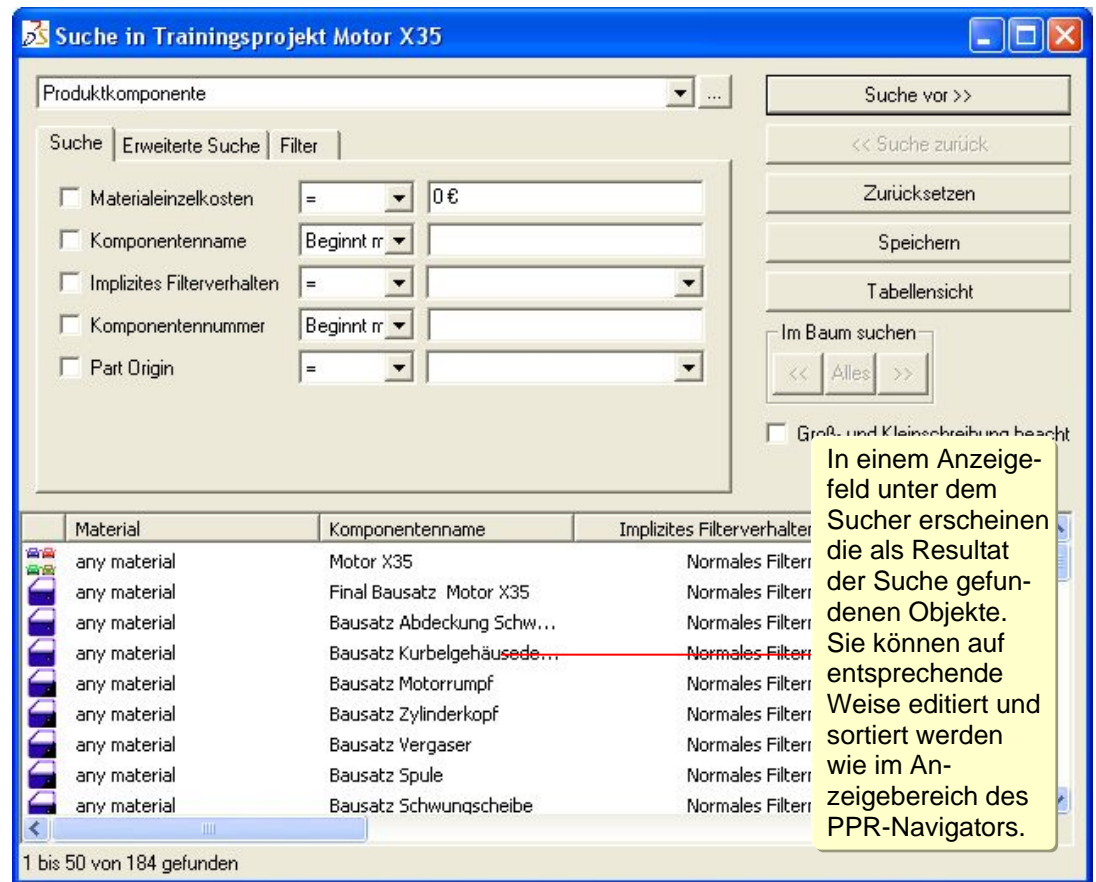 Suche in Trainingsprojekt Motor X35
Produktkomponente
...
Suche vor >>
Suche Erweiterte Suche Filter
<< Suche zurück
Materialeinzelkosten = 0 €
Zurücksetzen
Komponentenname Beginnt m
Speichern
Implizites Filterverhalten =
Tabellensicht
Komponentennummer Beginnt m
Part Origin =
Im Baum suchen
<< Alles >>
Groß- und Kleinschreibung beacht
In einem Anzeige-
feld unter dem
Sucher erscheinen
die als Resultat
der Suche gefun-
denen Objekte.
Sie können auf
entsprechende
Weise editiert und
sortiert werden
wie im An-
zeigebereich des
PPR-Navigators.
Material Komponentenname Implizites Filterverhalten
any material Motor X35 Normales Filter
any material Final Bausatz Motor X35 Normales Filter
any material Bausatz Abdeckung Schw... Normales Filter
any material Bausatz Kurbelgehäusede... Normales Filter
any material Bausatz Motorrumpf Normales Filter
any material Bausatz Zylinderkopf Normales Filter
any material Bausatz Vergaser Normales Filter
any material Bausatz Spule Normales Filter
any material Bausatz Schwungscheibe Normales Filter
1 bis 50 von 184 gefunden